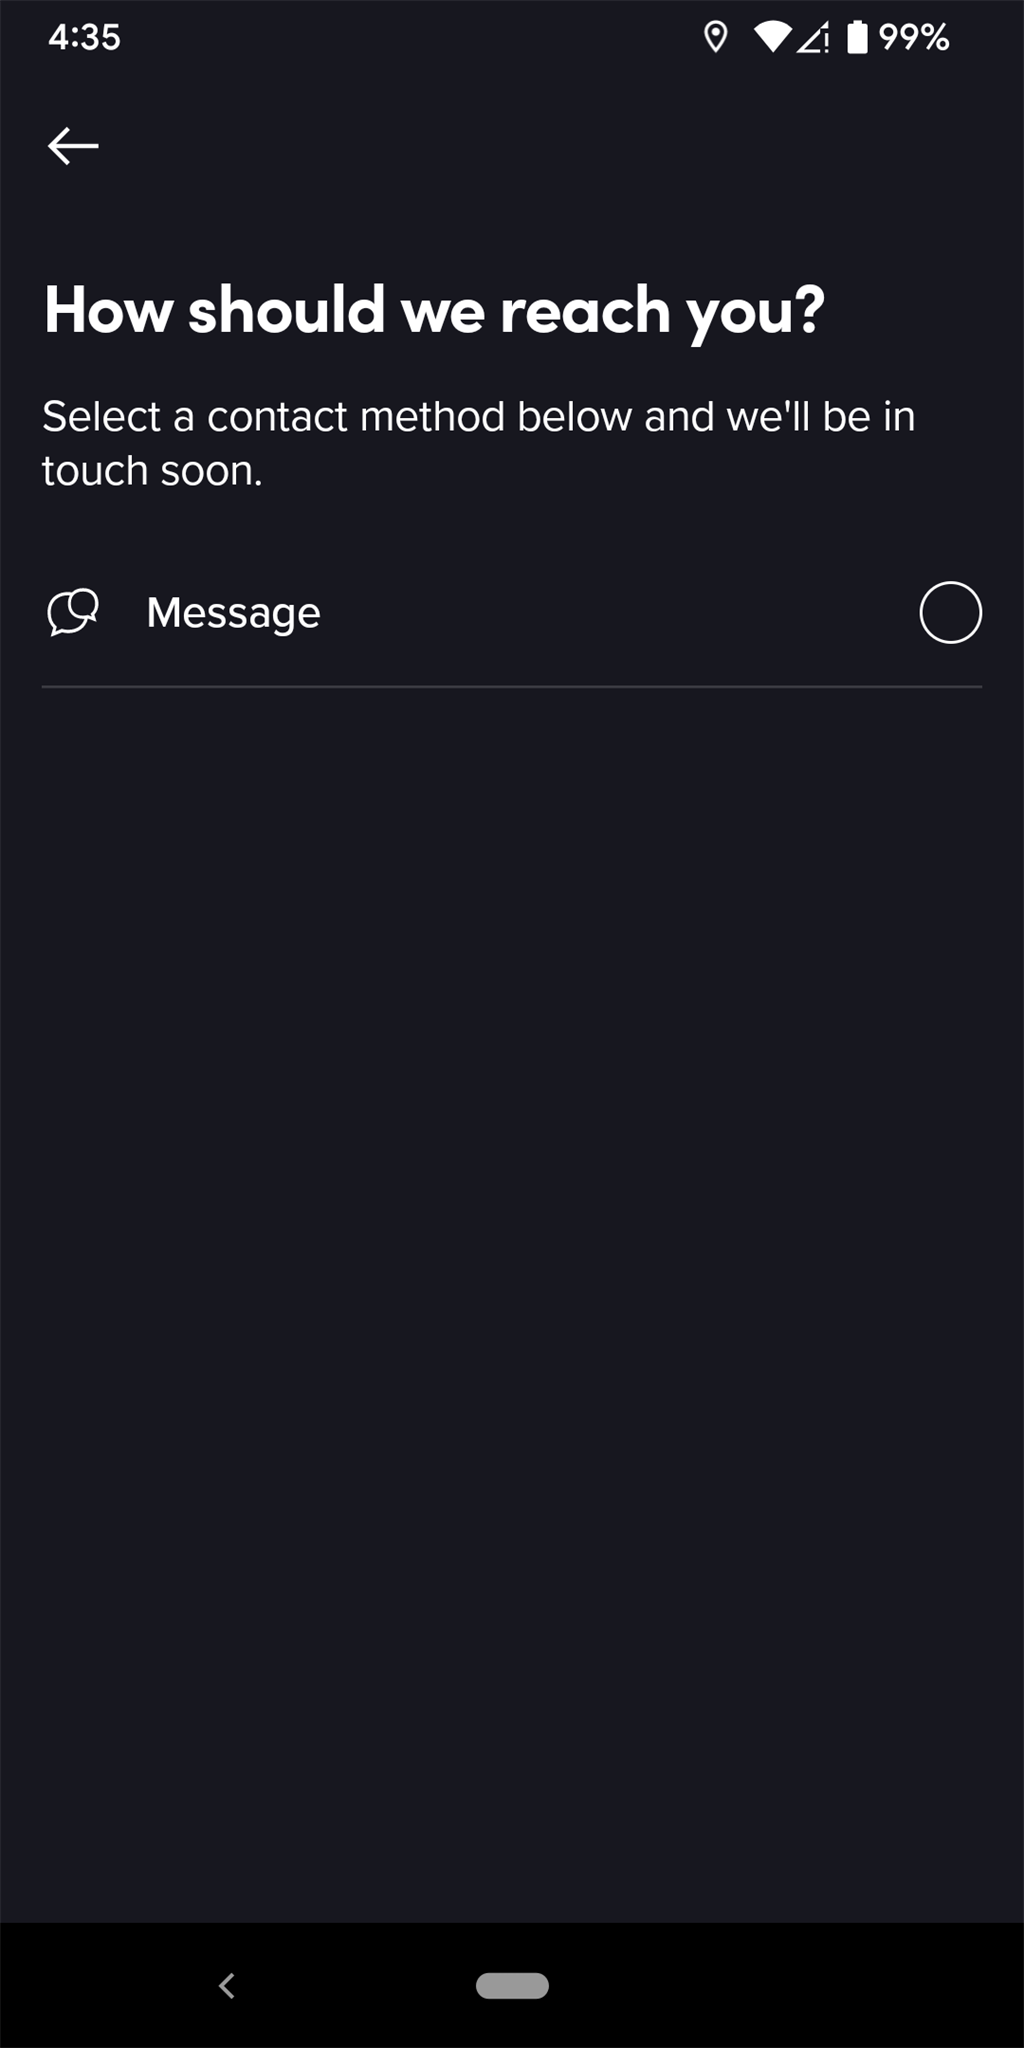 4:35
99%
How should we reach you?
Select a contact method below and we'll be in
touch soon.
Message